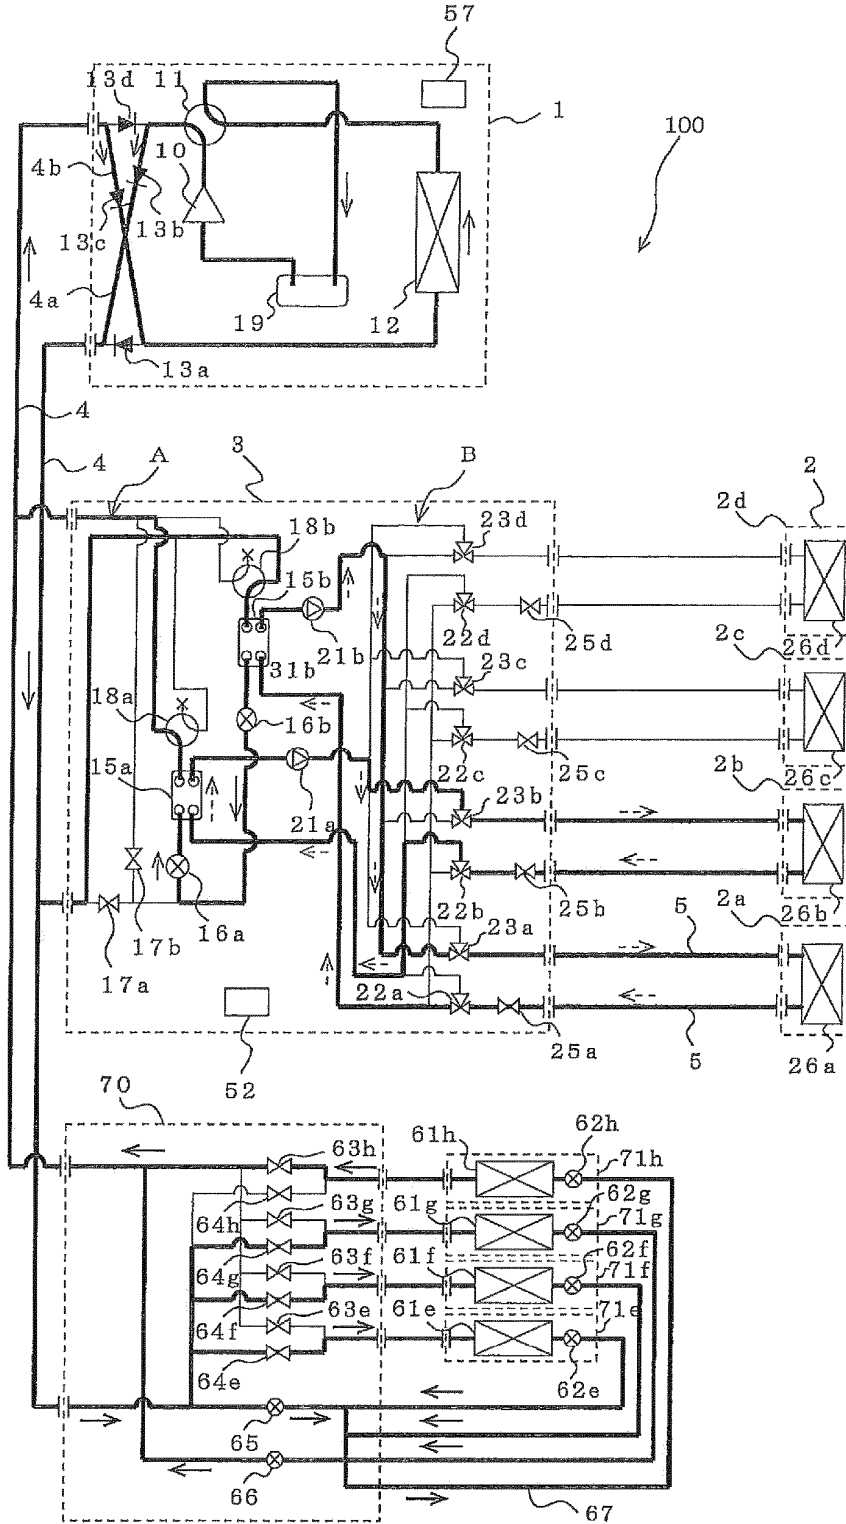 57
13d 11
1
100
4b 10
13c 13b
4a
19 12
13a
4
4
A 3 B 2
2d
18b 23d
15b
21b 22d 25d 26d
2c
31b 23c
18a 16b
22c 25c 26c
15a 2b
21a 23b
22b 25b 26b
17b 16a 2a
17a 23a 5
22a
52 25a 5 26a
70
63h 61h 62h
71h
63g 61g 62g
64h 71g
63f 61f 62f
64g 71f
63e 61e 71e
64f
64e 62e
65
66 67